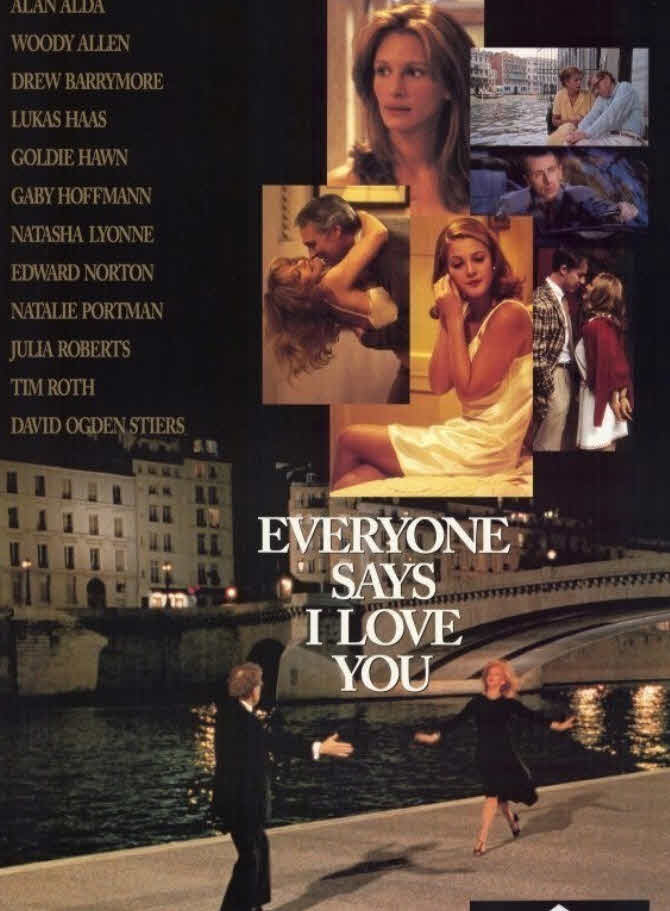 ALAN ALDA
WOODY ALLEN
DREW BARRYMORE
LUKAS HAAS
GOLDIE HAWN
GABY HOFFMANN
NATASHA LYONNE
EDWARD NORTON
NATALIE PORTMAN
JULIA ROBERTS
TIM ROTH
DAVID OGDEN STIERS
EVERYONE
SAYS
I LOVE
YOU